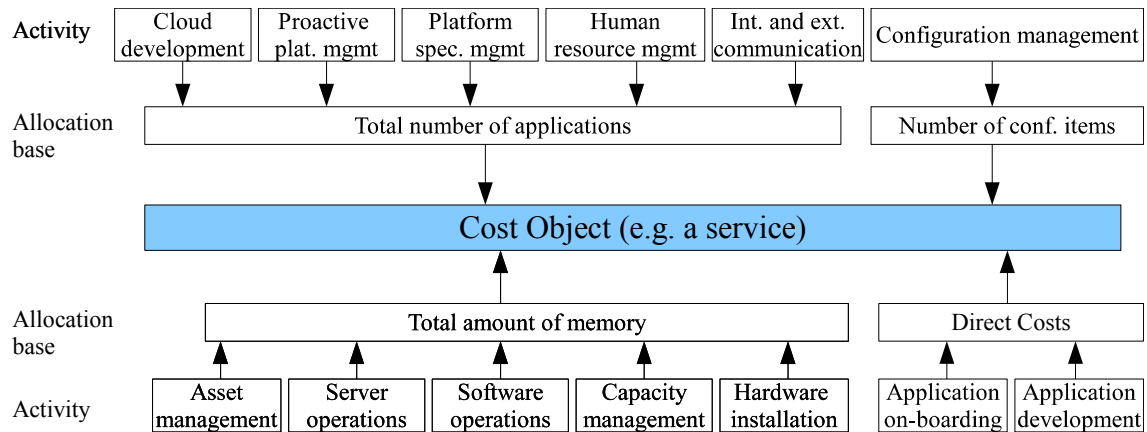 Activity
Cloud
development
Proactive
plat. mgmt
Platform
spec. mgmt
Human
resource mgmt
Int. and ext.
communication
Configuration management
Allocation
base
Total number of applications
Number of conf. items
Cost Object (e.g. a service)
Allocation
base
Total amount of memory
Direct Costs
Activity
Asset
management
Server
operations
Software
operations
Capacity
management
Hardware
installation
Application
on-boarding
Application
development